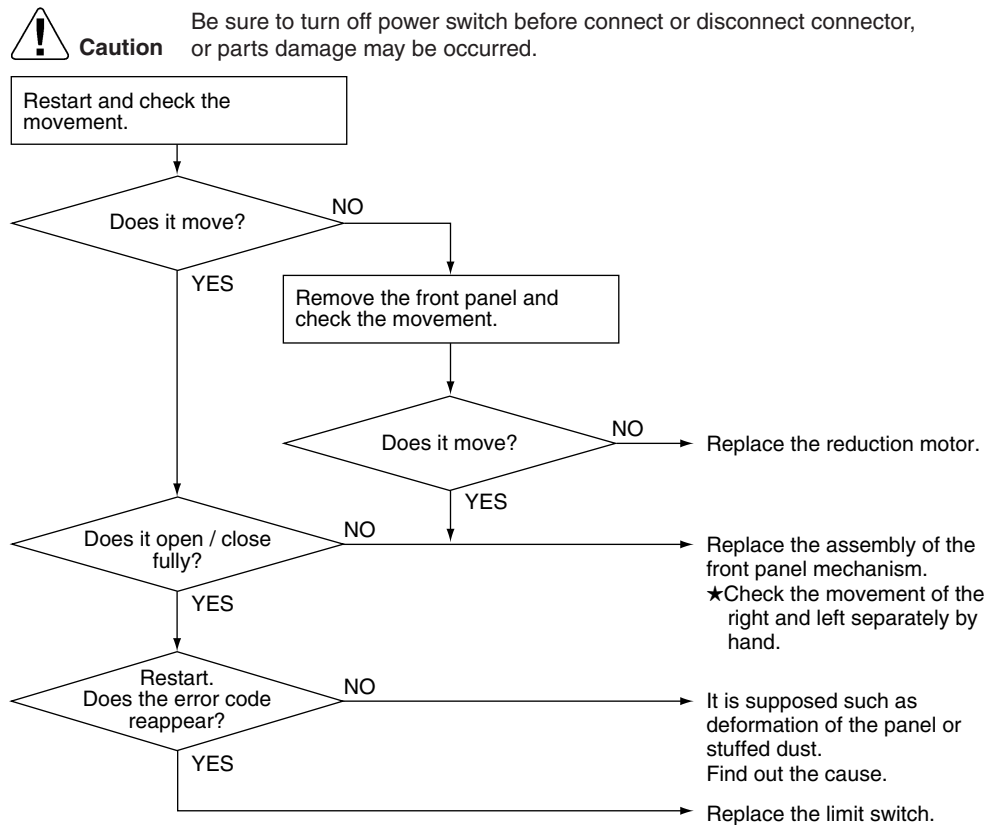 Caution
Be sure to turn off power switch before connect or disconnect connector,
or parts damage may be occurred.
Restart and check the
movement.
Does it move?
NO
YES
Remove the front panel and
check the movement.
Does it move?
NO
Replace the reduction motor.
YES
Does it open / close
fully?
NO
Replace the assembly of the
front panel mechanism.
★Check the movement of the
right and left separately by
hand.
YES
Restart.
Does the error code
reappear?
NO
It is supposed such as
deformation of the panel or
stuffed dust.
Find out the cause.
YES
Replace the limit switch.